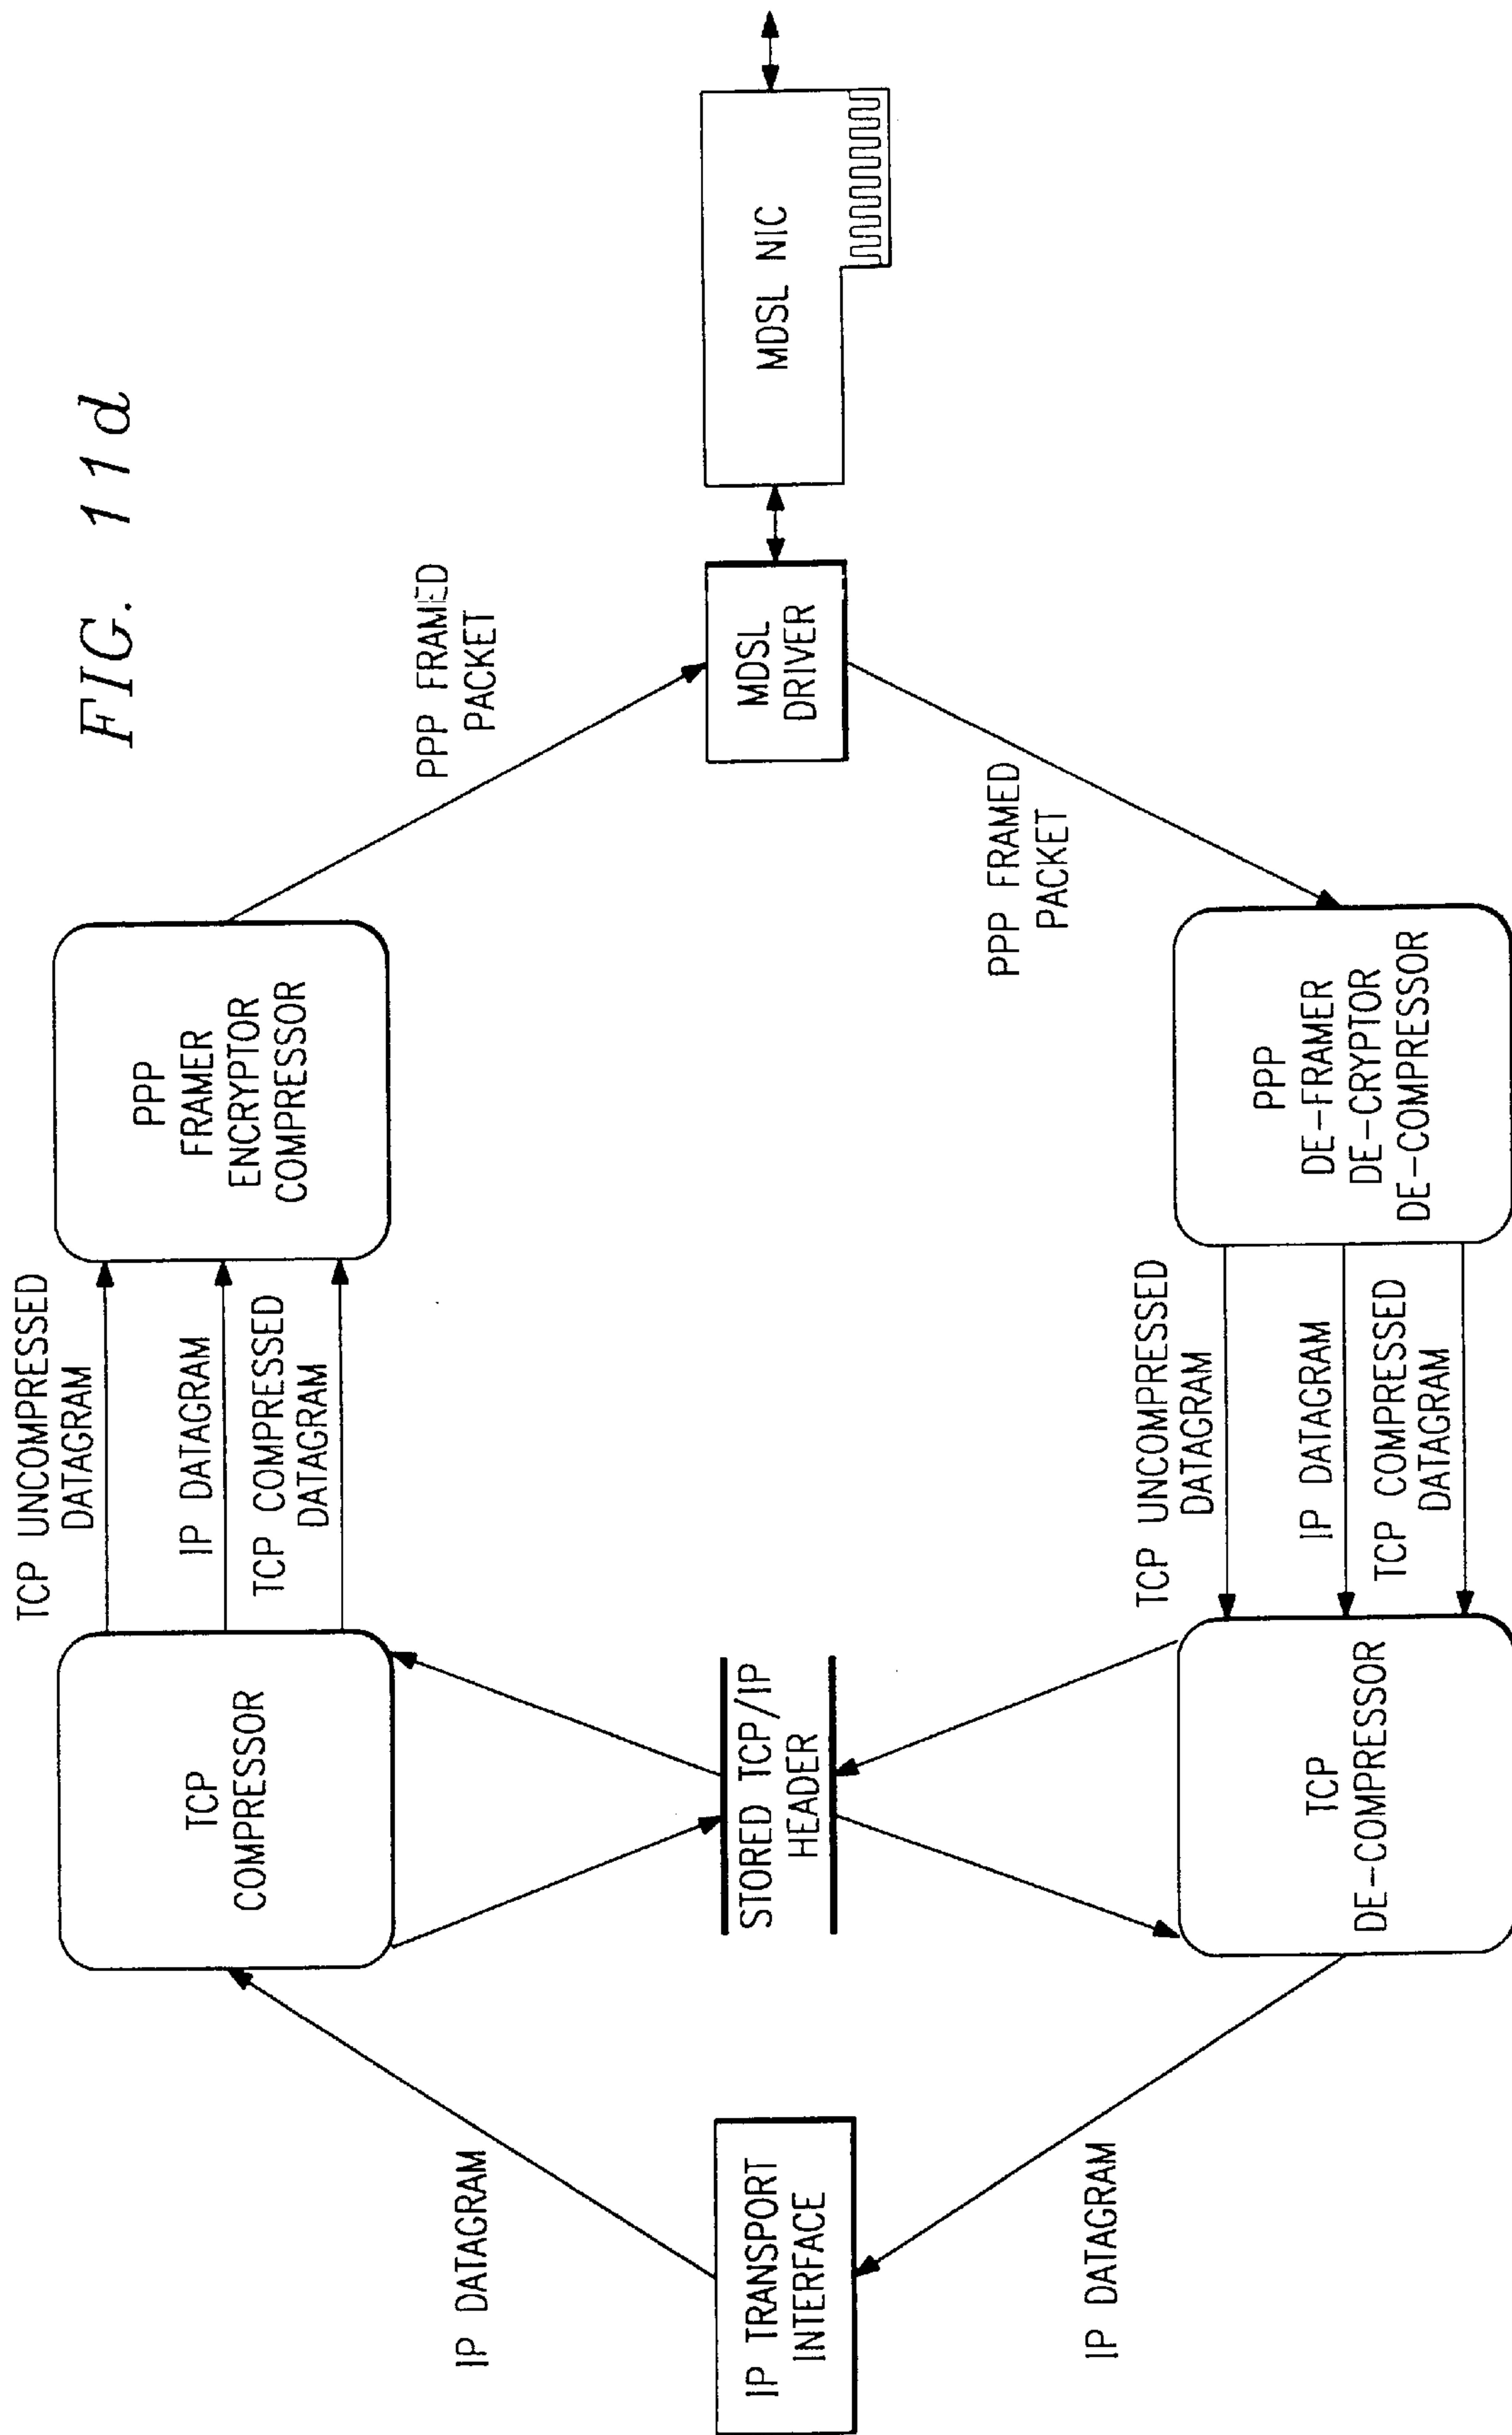 FIG. 11d
IP TRANSPORT
INTERFACE
IP DATAGRAM
TCP
COMPRESSOR
TCP UNCOMPRESSED
DATAGRAM
IP DATAGRAM
TCP COMPRESSED
DATAGRAM
PPP
FRAMER
ENCRYPTOR
COMPRESSOR
PPP FRAMED
PACKET
STORED TCP/IP
HEADER
MDSL
DRIVER
MDSL NIC
PPP FRAMED
PACKET
PPP
DE-FRAMER
DE-CRYPTOR
DE-COMPRESSOR
TCP UNCOMPRESSED
DATAGRAM
IP DATAGRAM
TCP COMPRESSED
DATAGRAM
TCP
DE-COMPRESSOR
IP DATAGRAM